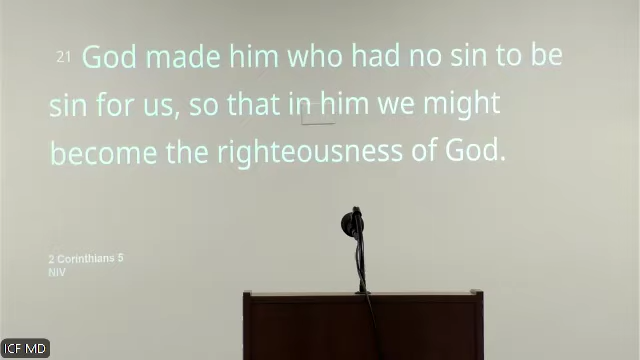 21 God made him who had no sin to be
sin for us, so that in him we might
become the righteousness of God.
2 Corinthians 5
NIV
ICF MD